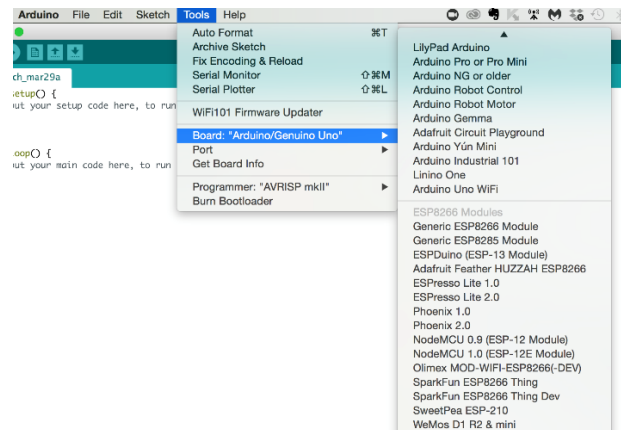 Arduino File Edit Sketch Tools Help
ch_mar29a
setup() {
ut your setup code here, to run
oop() {
ut your main code here, to run
Auto Format ⌘T
Archive Sketch
Fix Encoding & Reload
Serial Monitor ⇧⌘M
Serial Plotter ⇧⌘L
WiFi101 Firmware Updater
Board: "Arduino/Genuino Uno"
Port
Get Board Info
Programmer: "AVRISP mkII"
Burn Bootloader
LilyPad Arduino
Arduino Pro or Pro Mini
Arduino NG or older
Arduino Robot Control
Arduino Robot Motor
Arduino Gemma
Adafruit Circuit Playground
Arduino Yún Mini
Arduino Industrial 101
Linino One
Arduino Uno WiFi
ESP8266 Modules
Generic ESP8266 Module
Generic ESP8285 Module
ESPDuino (ESP-13 Module)
Adafruit Feather HUZZAH ESP8266
ESPresso Lite 1.0
ESPresso Lite 2.0
Phoenix 1.0
Phoenix 2.0
NodeMCU 0.9 (ESP-12 Module)
NodeMCU 1.0 (ESP-12E Module)
Olimex MOD-WIFI-ESP8266(-DEV)
SparkFun ESP8266 Thing
SparkFun ESP8266 Thing Dev
SweetPea ESP-210
WeMos D1 R2 & mini